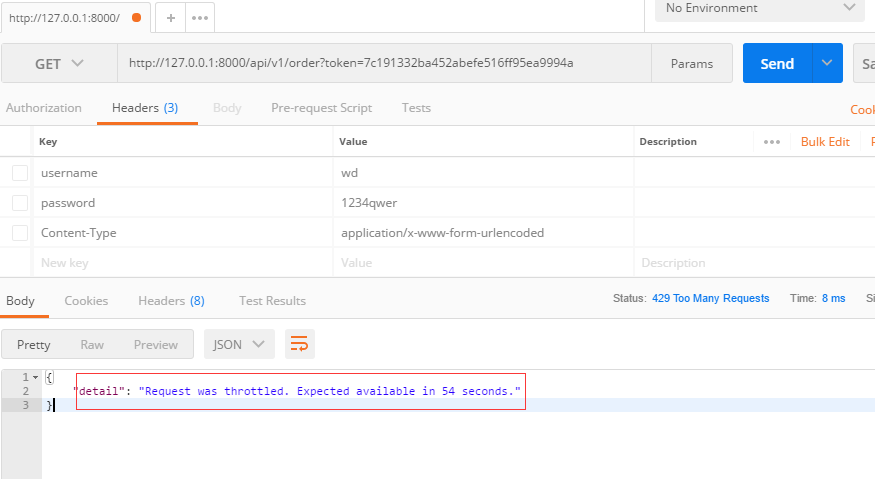 http://127.0.0.1:8000/
No Environment
GET http://127.0.0.1:8000/api/v1/order?token=7c191332ba452abefe516ff95ea9994a Params Send Sa
Authorization Headers (3) Body Pre-request Script Tests Cook
Key Value Description Bulk Edit
username wd
password 1234qwer
Content-Type application/x-www-form-urlencoded
New key Value Description
Body Cookies Headers (8) Test Results Status: 429 Too Many Requests Time: 8 ms Si
Pretty Raw Preview JSON
1 {
2 "detail": "Request was throttled. Expected available in 54 seconds."
3 }